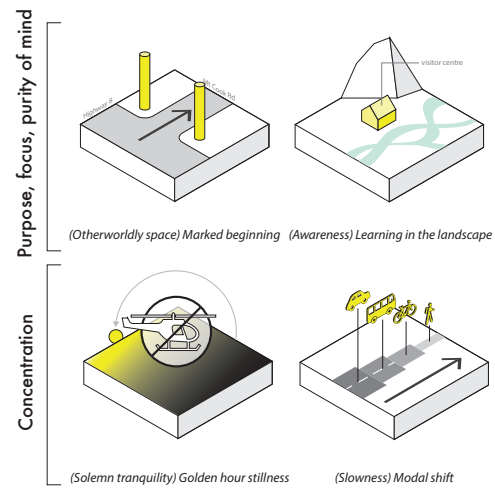 Purpose, focus, purity of mind
Highway 8
Mt Cook Rd
visitor centre
(Otherworldly space) Marked beginning
(Awareness) Learning in the landscape
Concentration
(Solemn tranquility) Golden hour stillness
(Slowness) Modal shift